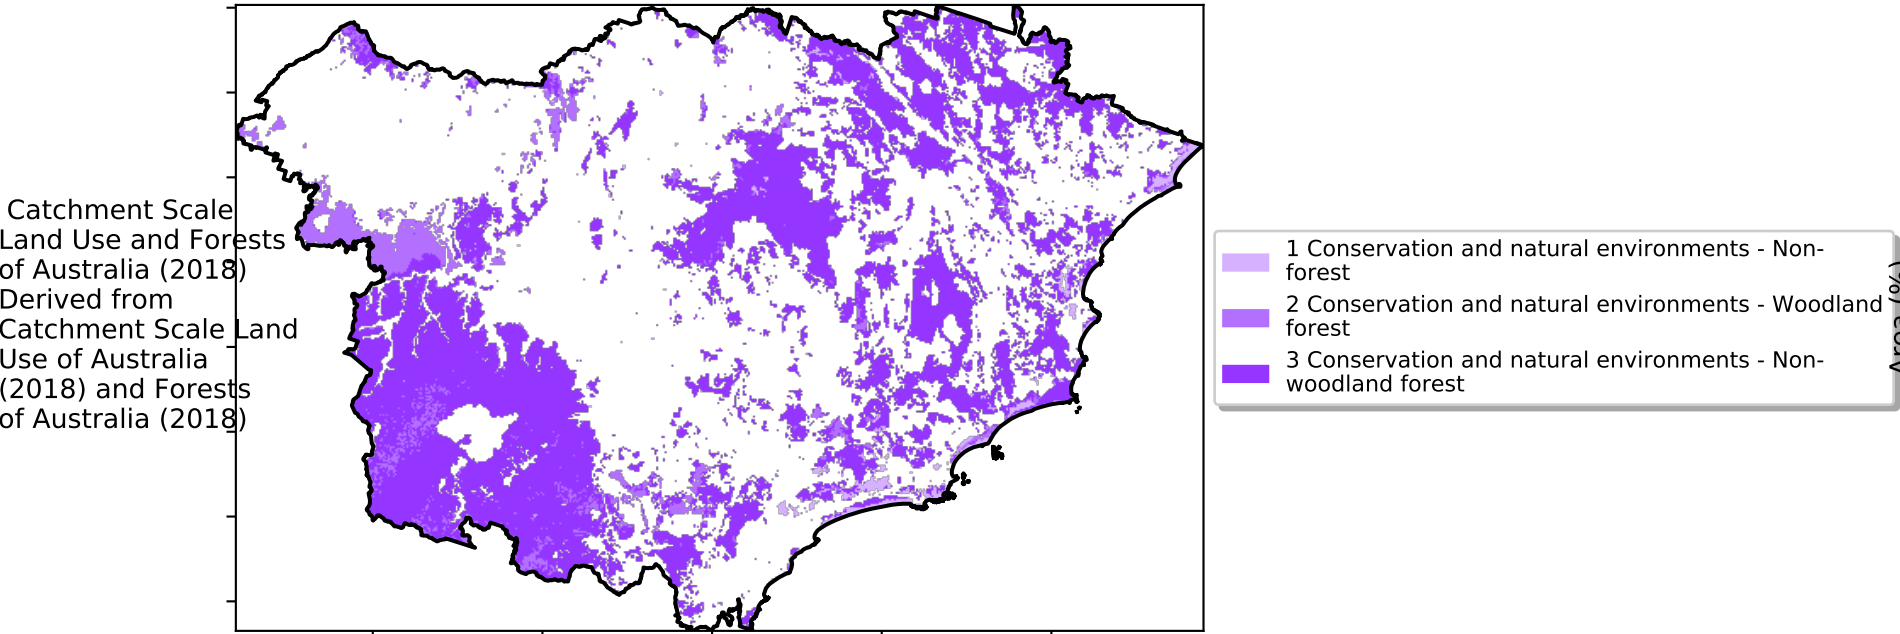 Catchment Scale
Land Use and Forests
of Australia (2018)
Derived from
Catchment Scale Land
Use of Australia
(2018) and Forests
of Australia (2018)
1 Conservation and natural environments - Non-
forest
2 Conservation and natural environments - Woodland
forest
3 Conservation and natural environments - Non-
woodland forest